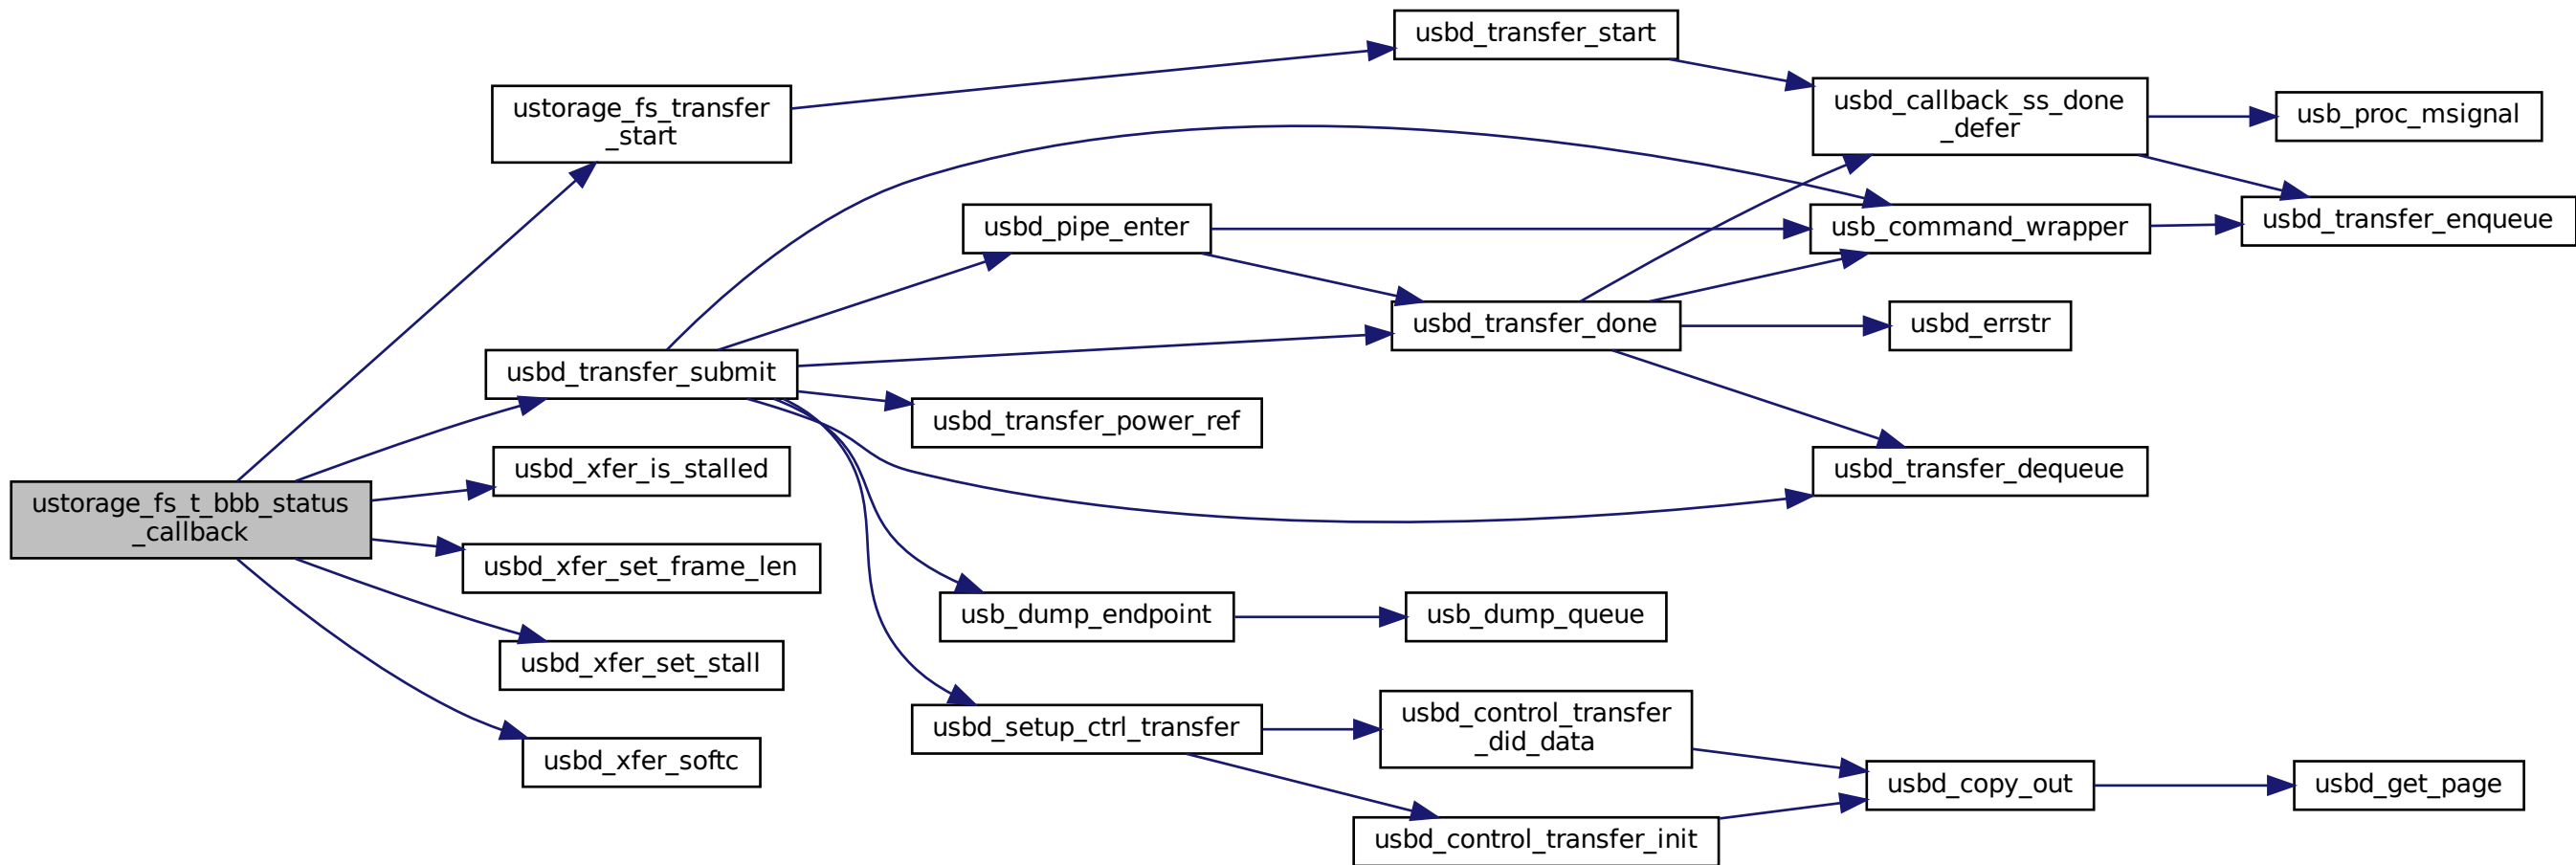 usbd_transfer_start
ustorage_fs_transfer
_start
usbd_callback_ss_done
_defer
usb_proc_msignal
usbd_pipe_enter
usb_command_wrapper
usbd_transfer_enqueue
usbd_transfer_done
usbd_errstr
usbd_transfer_submit
usbd_transfer_power_ref
usbd_xfer_is_stalled
usbd_transfer_dequeue
ustorage_fs_t_bbb_status
_callback
usbd_xfer_set_frame_len
usb_dump_endpoint
usb_dump_queue
usbd_xfer_set_stall
usbd_setup_ctrl_transfer
usbd_control_transfer
_did_data
usbd_xfer_softc
usbd_copy_out
usbd_get_page
usbd_control_transfer_init